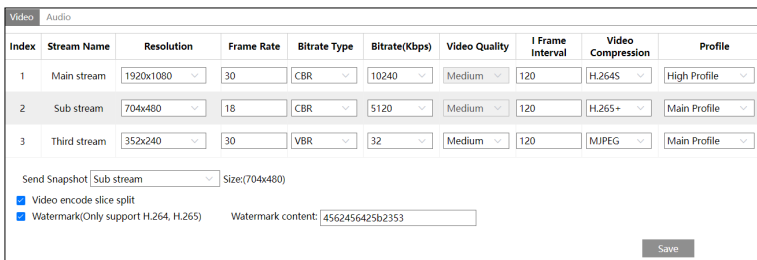 Video Audio
Index Stream Name Resolution Frame Rate Bitrate Type Bitrate(Kbps) Video Quality I Frame Interval Video Compression Profile
1 Main stream 1920x1080 30 CBR 10240 Medium 120 H.264S High Profile
2 Sub stream 704x480 18 CBR 5120 Medium 120 H.265+ Main Profile
3 Third stream 352x240 30 VBR 32 Medium 120 MJPEG Main Profile
Send Snapshot Sub stream Size:(704x480)
Video encode slice split
Watermark(Only support H.264, H.265) Watermark content: 4562456425b2353
Save